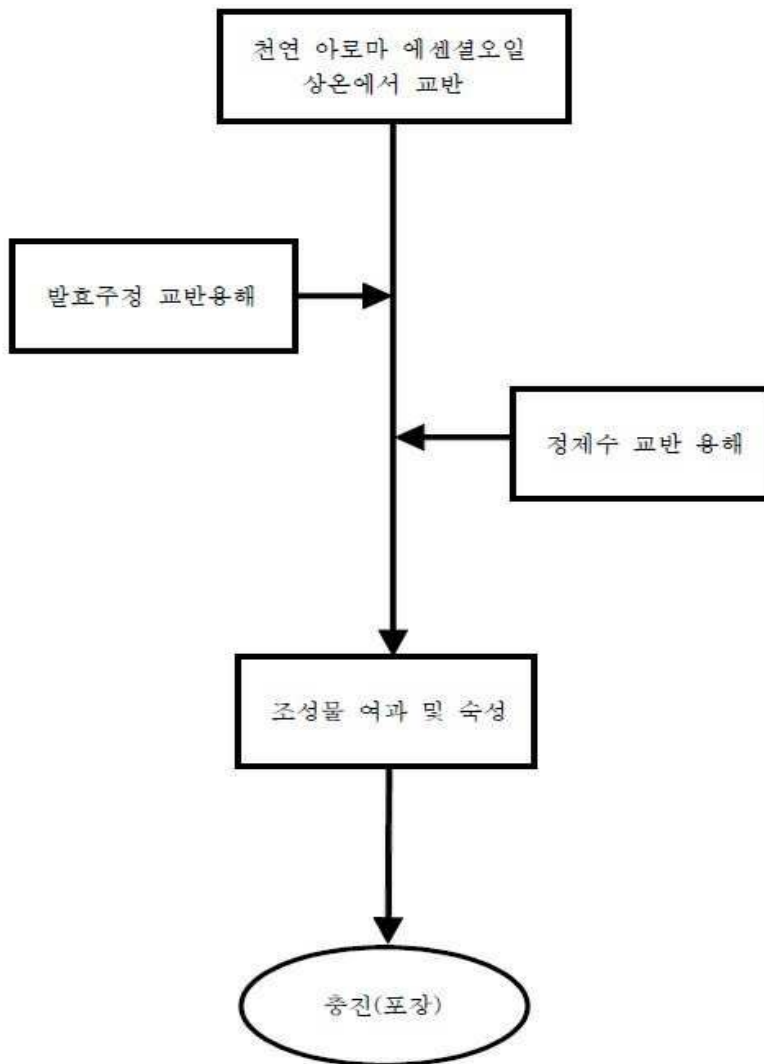 천연 아로마 에센셜오일
상온에서 교반
발효주정 교반용해
정제수 교반 용해
조성물 여과 및 숙성
충진(포장)